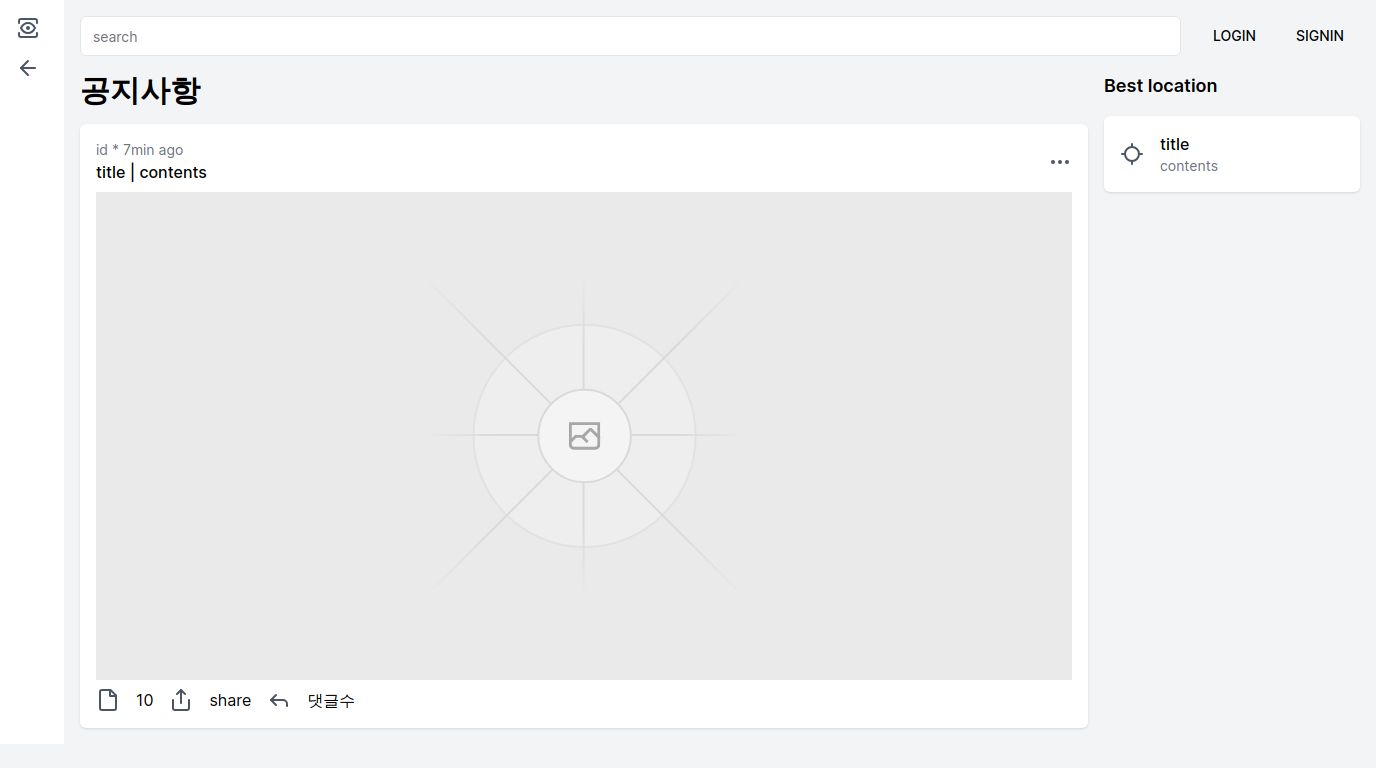 search
LOGIN
SIGNIN
공지사항
id * 7min ago
title | contents
10
share
댓글수
Best location
title
contents